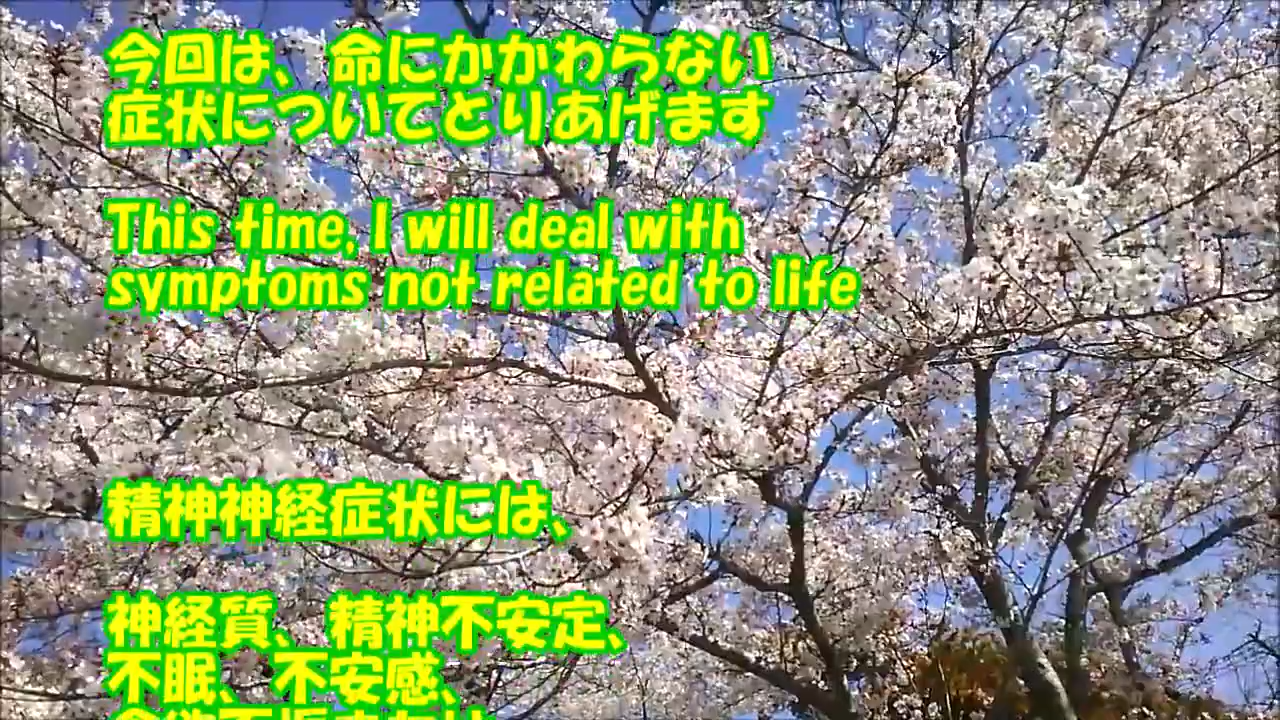 今回は、命にかかわらない
症状についてとりあげます
This time, I will deal with
symptoms not related to life
精神神経症状には、
神経質、精神不安定、
不眠、不安感、